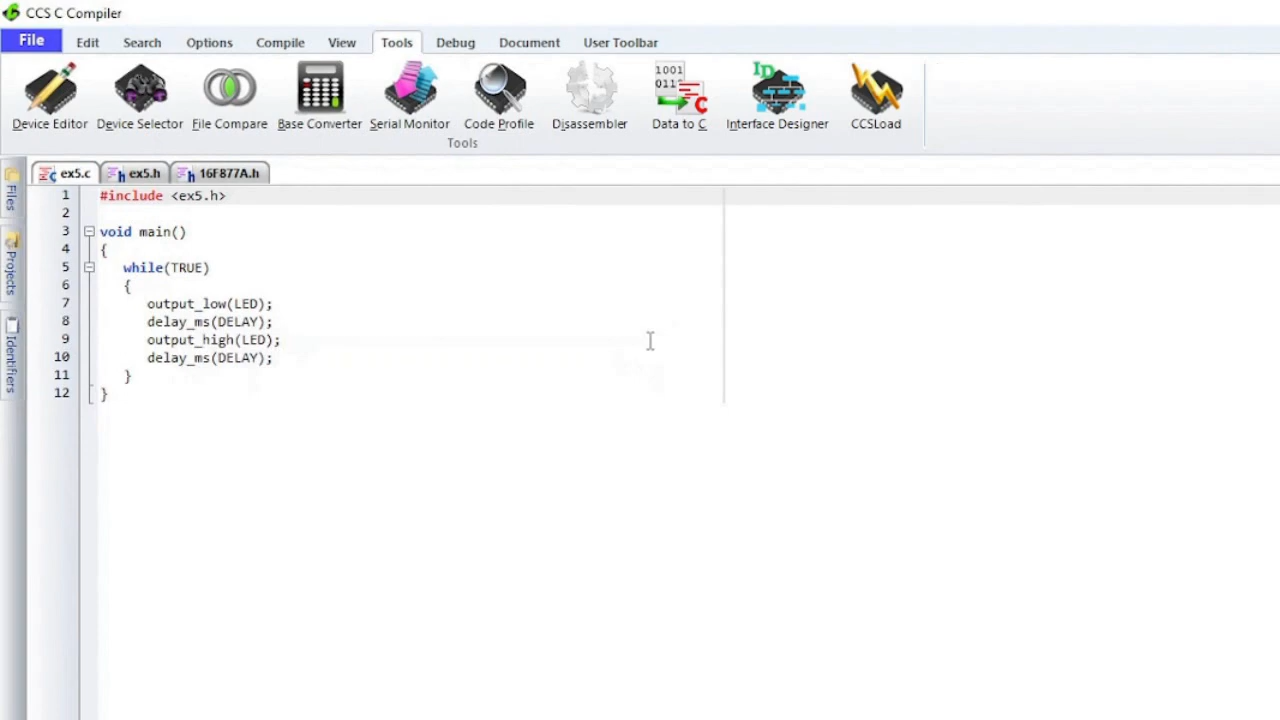 CCS C Compiler
File Edit Search Options Compile View Tools Debug Document User Toolbar
1001
011
C
ID
Device Editor Device Selector File Compare Base Converter Serial Monitor Code Profile Disassembler Data to C Interface Designer CCSLoad
Tools
ex5.c ex5.h 16F877A.h
Files
Projects
Identifiers
1 #include <ex5.h>
2
3 void main()
4 {
5 while(TRUE)
6 {
7 output_low(LED);
8 delay_ms(DELAY);
9 output_high(LED);
10 delay_ms(DELAY);
11 }
12 }